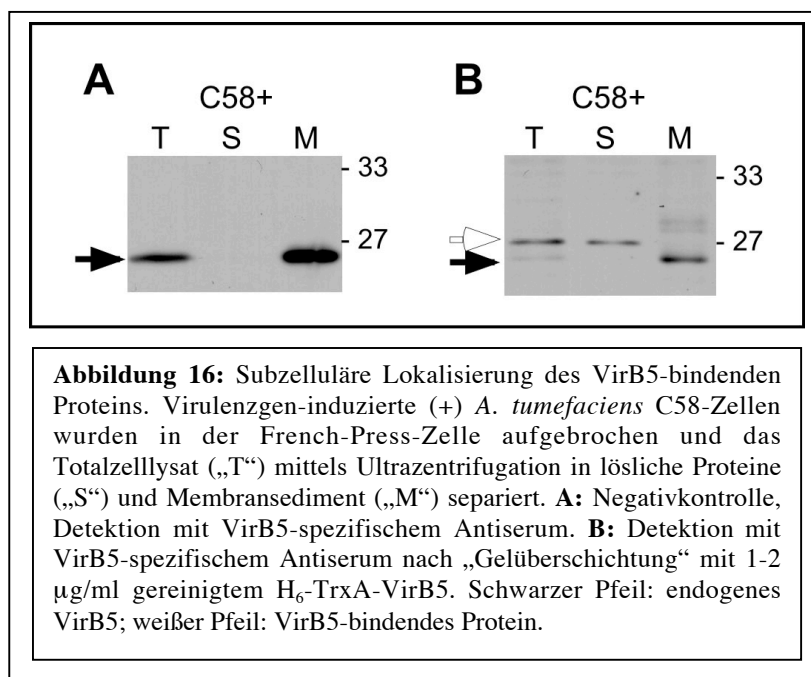 A
B
C58+
C58+
T S M
T S M
- 33
- 33
- 27
- 27
Abbildung 16: Subzelluläre Lokalisierung des VirB5-bindenden
Proteins. Virulenzgen-induzierte (+) A. tumefaciens C58-Zellen
wurden in der French-Press-Zelle aufgebrochen und das
Totalzelllysat („T“) mittels Ultrazentrifugation in lösliche Proteine
(„S“) und Membransediment („M“) separiert. A: Negativkontrolle,
Detektion mit VirB5-spezifischem Antiserum. B: Detektion mit
VirB5-spezifischem Antiserum nach „Gelüberschichtung“ mit 1-2
µg/ml gereinigtem H₆-TrxA-VirB5. Schwarzer Pfeil: endogenes
VirB5; weißer Pfeil: VirB5-bindendes Protein.